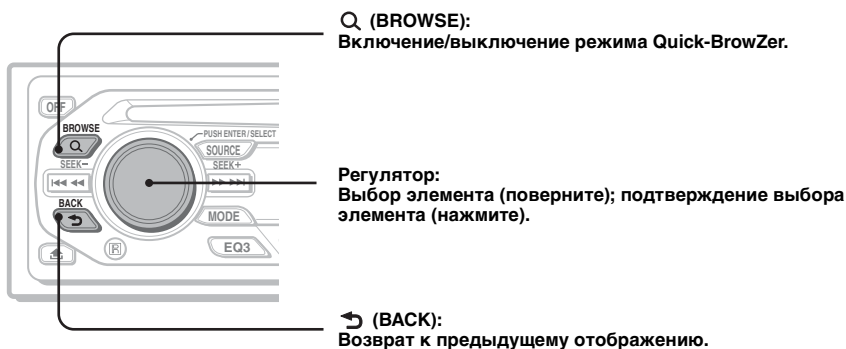 (BROWSE):
Включение/выключение режима Quick-BrowZer.
OFF
BROWSE
PUSH ENTER / SELECT
SOURCE
SEEK–
SEEK+
BACK
MODE
EQ3
R
Регулятор:
Выбор элемента (поверните); подтверждение выбора
элемента (нажмите).
(BACK):
Возврат к предыдущему отображению.